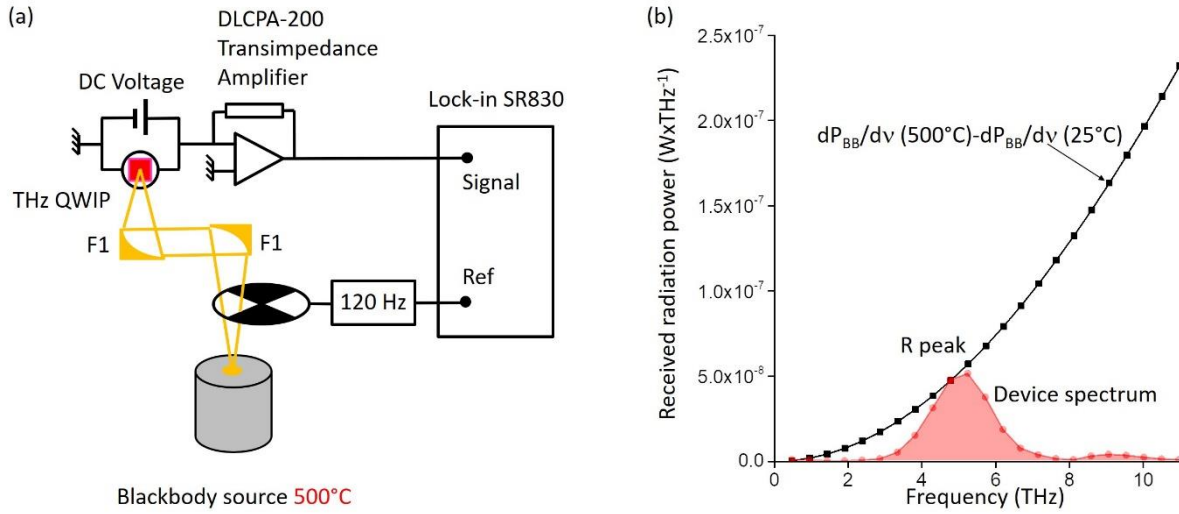 (a)
DLCPA-200
Transimpedance
Amplifier
DC Voltage
Lock-in SR830
Signal
THz QWIP
F1
F1
Ref
120 Hz
Blackbody source 500°C
(b)
Received radiation power (WxTHz⁻¹)
2.5x10⁻⁷
2.0x10⁻⁷
1.5x10⁻⁷
1.0x10⁻⁷
5.0x10⁻⁸
0.0
dP_BB/dν (500°C)-dP_BB/dν (25°C)
R peak
Device spectrum
0 2 4 6 8 10
Frequency (THz)